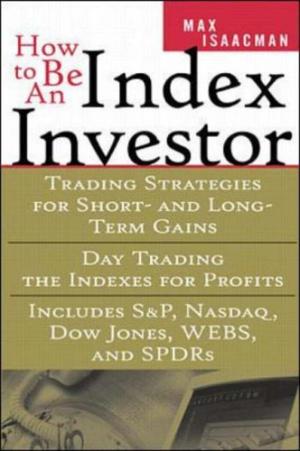 MAX
ISAACMAN
How
to Be
An
Index
Investor
TRADING STRATEGIES
FOR SHORT- AND LONG-
TERM GAINS
DAY TRADING
THE INDEXES FOR PROFITS
INCLUDES S&P, NASDAQ,
DOW JONES, WEBS,
AND SPDRS